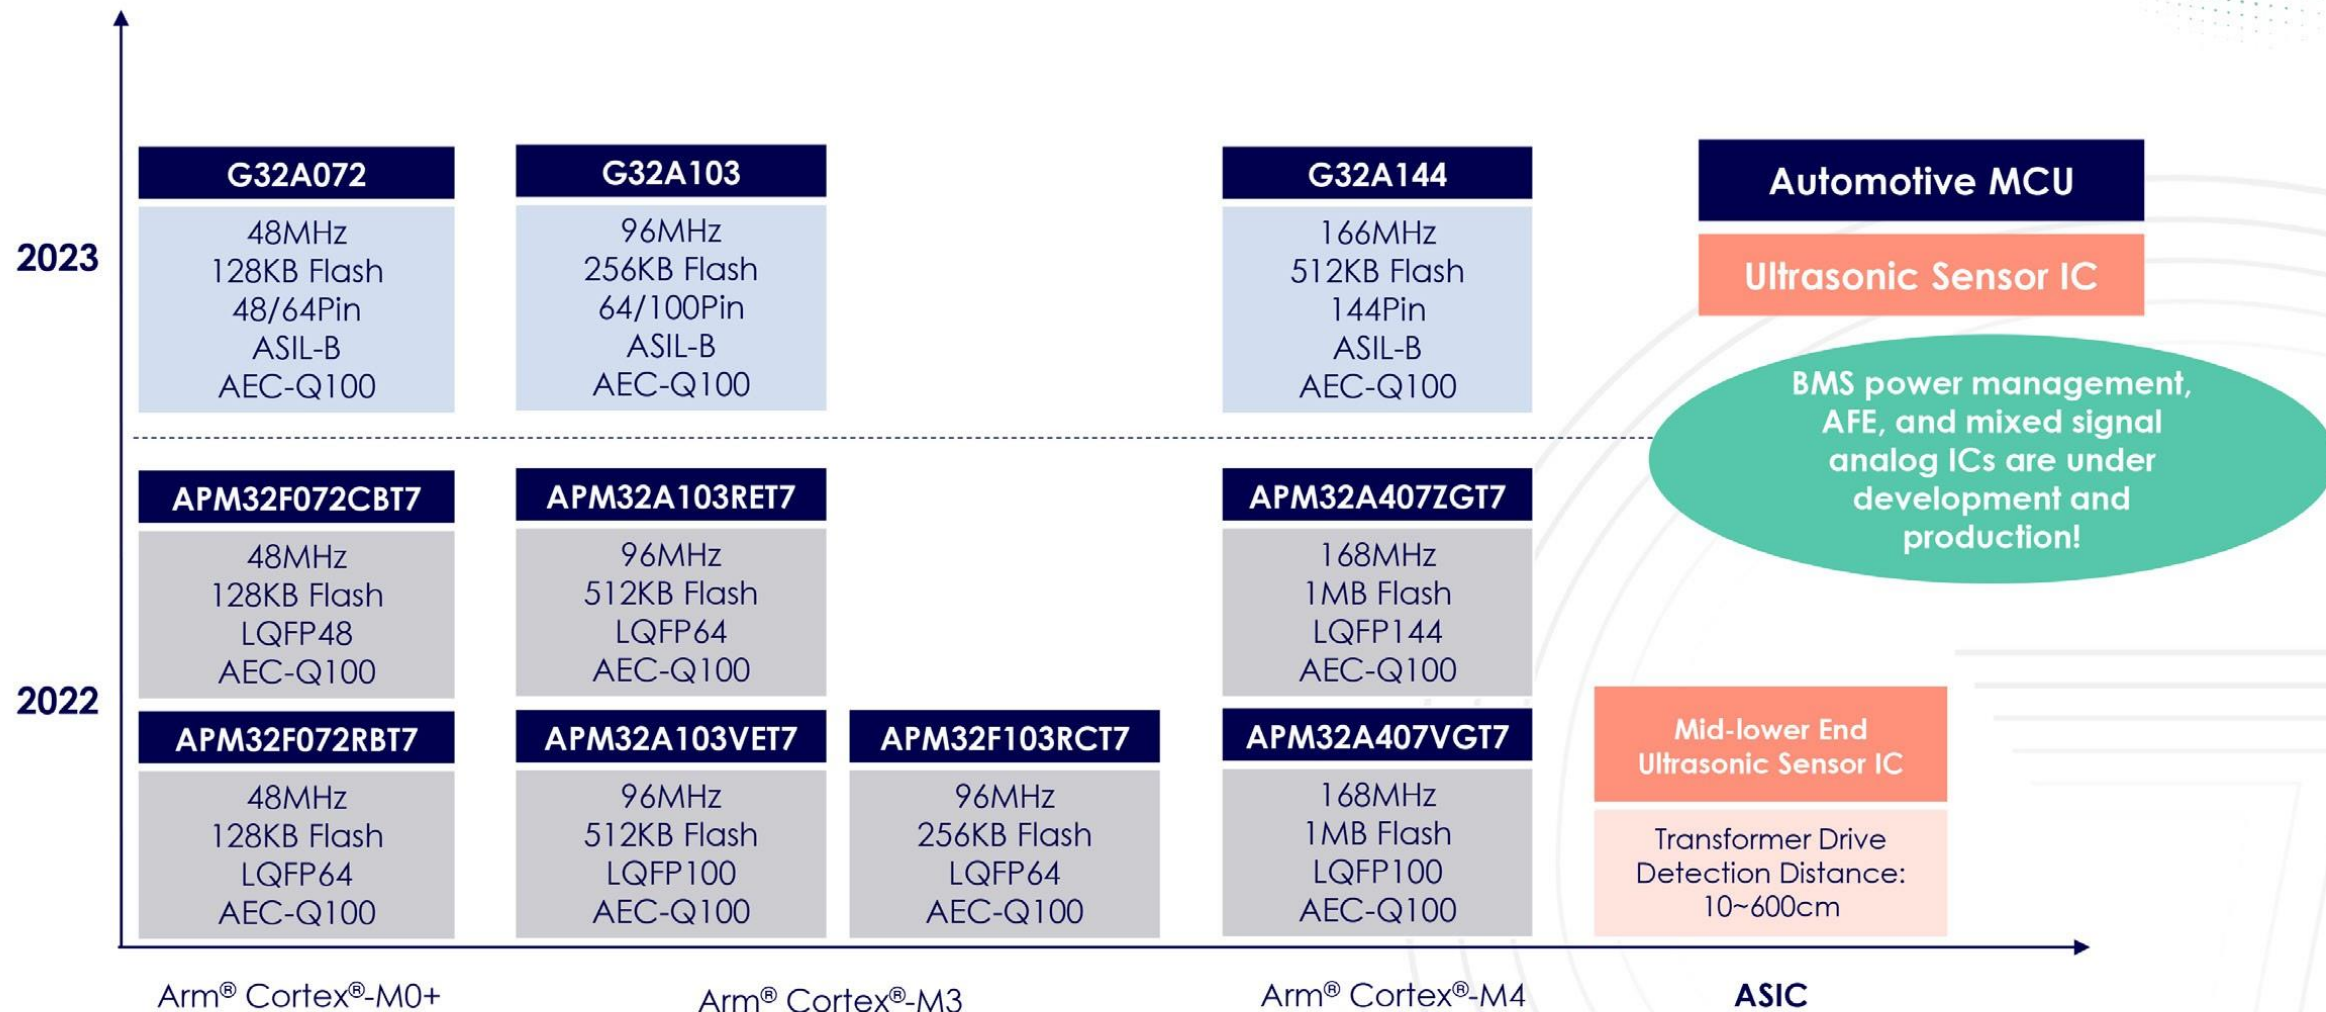 2023
G32A072
48MHz
128KB Flash
48/64Pin
ASIL-B
AEC-Q100
G32A103
96MHz
256KB Flash
64/100Pin
ASIL-B
AEC-Q100
G32A144
166MHz
512KB Flash
144Pin
ASIL-B
AEC-Q100
Automotive MCU
Ultrasonic Sensor IC
BMS power management,
AFE, and mixed signal
analog ICs are under
development and
production!
2022
APM32F072CBT7
48MHz
128KB Flash
LQFP48
AEC-Q100
APM32A103RET7
96MHz
512KB Flash
LQFP64
AEC-Q100
APM32A407ZGT7
168MHz
1MB Flash
LQFP144
AEC-Q100
APM32F072RBT7
48MHz
128KB Flash
LQFP64
AEC-Q100
APM32A103VET7
96MHz
512KB Flash
LQFP100
AEC-Q100
APM32F103RCT7
96MHz
256KB Flash
LQFP64
AEC-Q100
APM32A407VGT7
168MHz
1MB Flash
LQFP100
AEC-Q100
Mid-lower End
Ultrasonic Sensor IC
Transformer Drive
Detection Distance:
10~600cm
Arm® Cortex®-M0+
Arm® Cortex®-M3
Arm® Cortex®-M4
ASIC